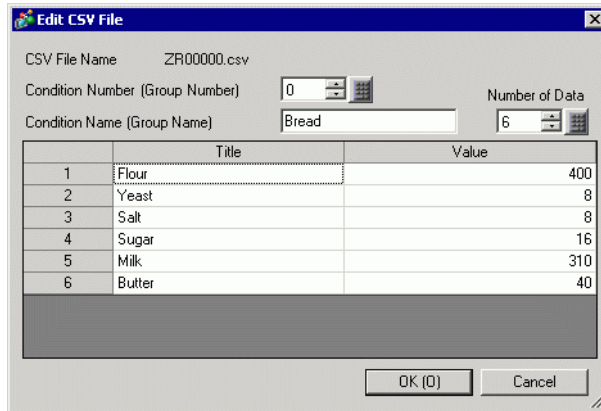 Edit CSV File
CSV File Name ZR00000.csv
Condition Number (Group Number) 0
Number of Data
Condition Name (Group Name) Bread 6
Title Value
1 Flour 400
2 Yeast 8
3 Salt 8
4 Sugar 16
5 Milk 310
6 Butter 40
OK (O) Cancel